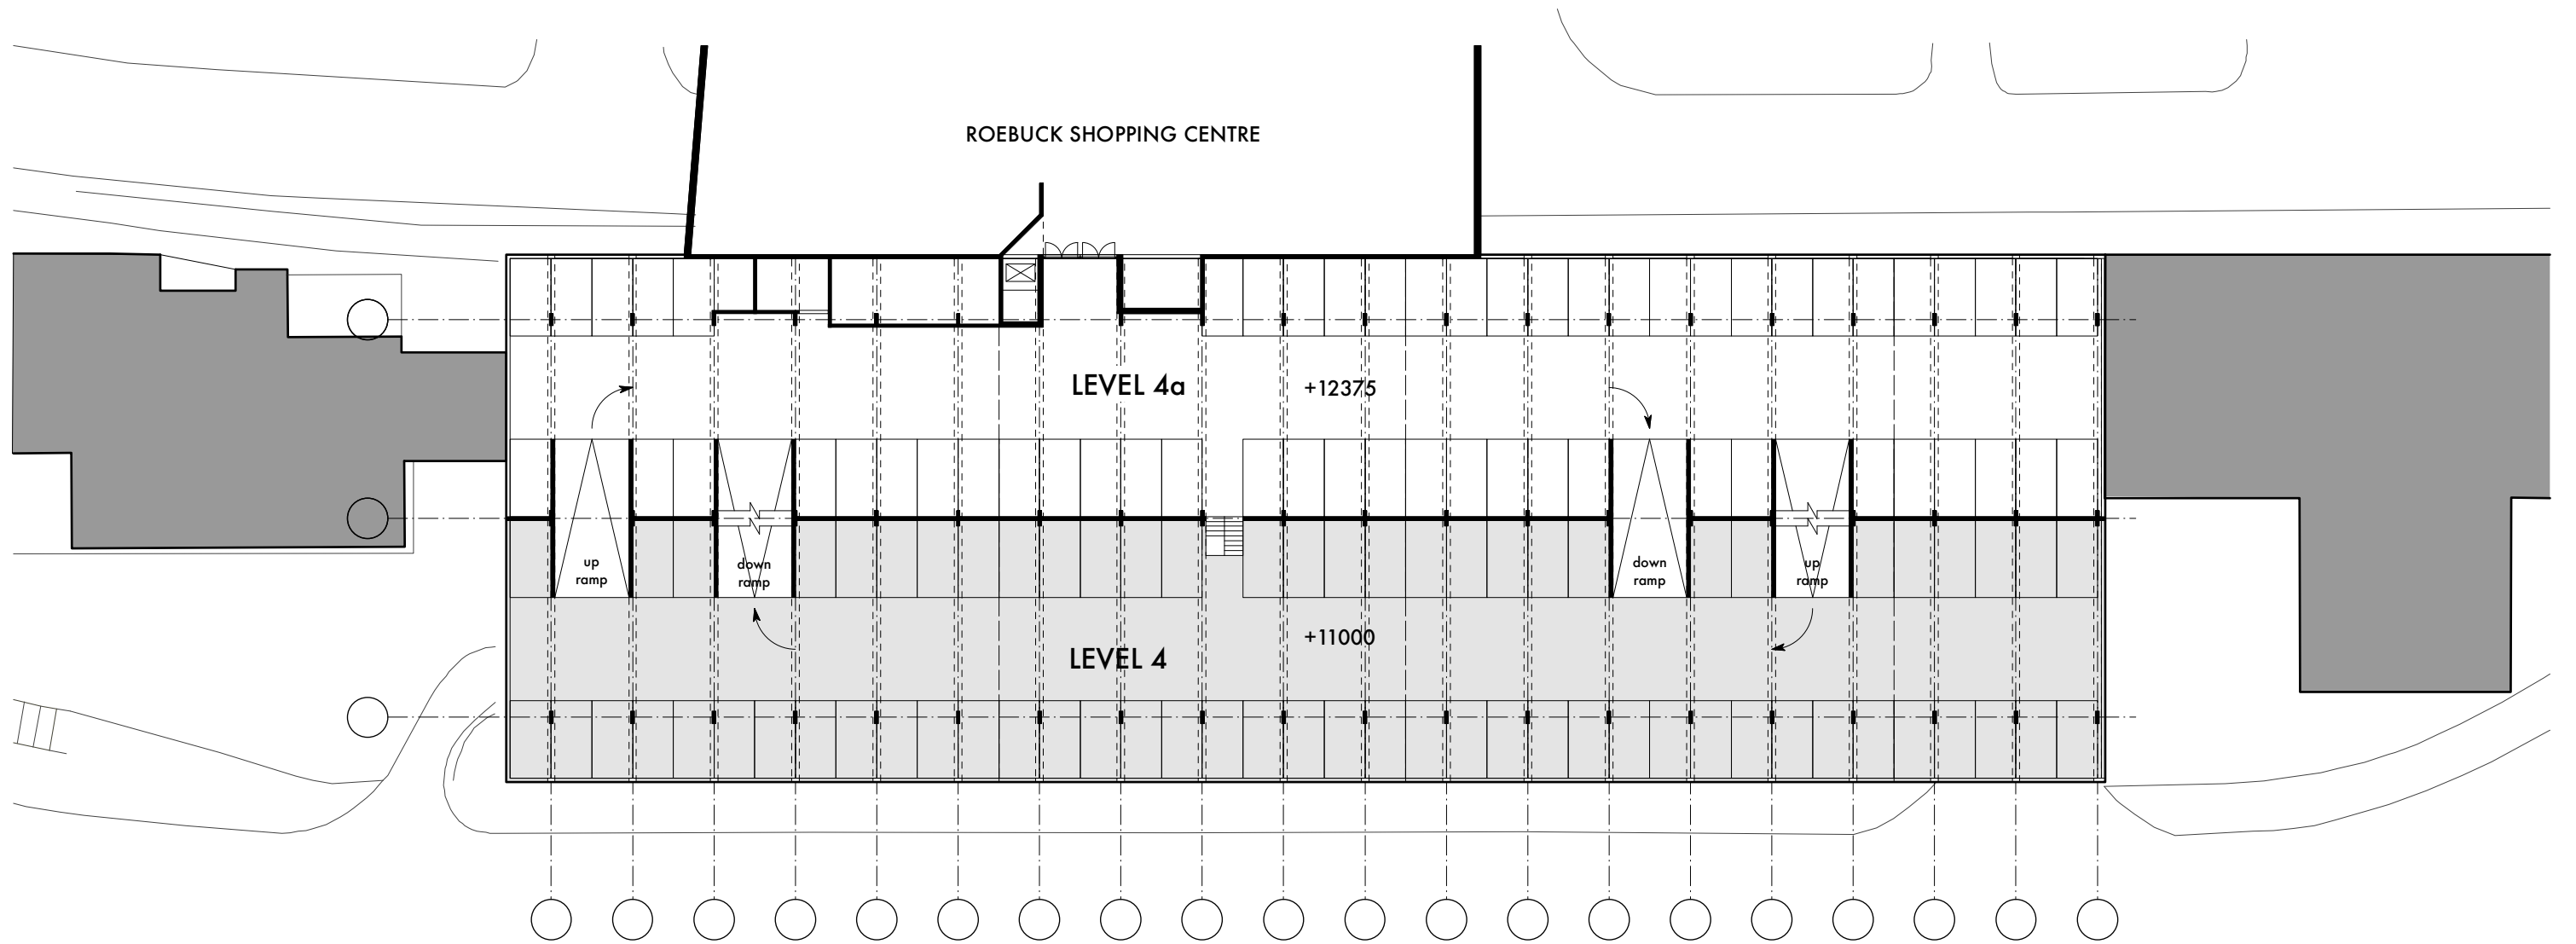 ROEBUCK SHOPPING CENTRE
LEVEL 4a
+12375
up
ramp
down
ramp
down
ramp
up
ramp
+11000
LEVEL 4